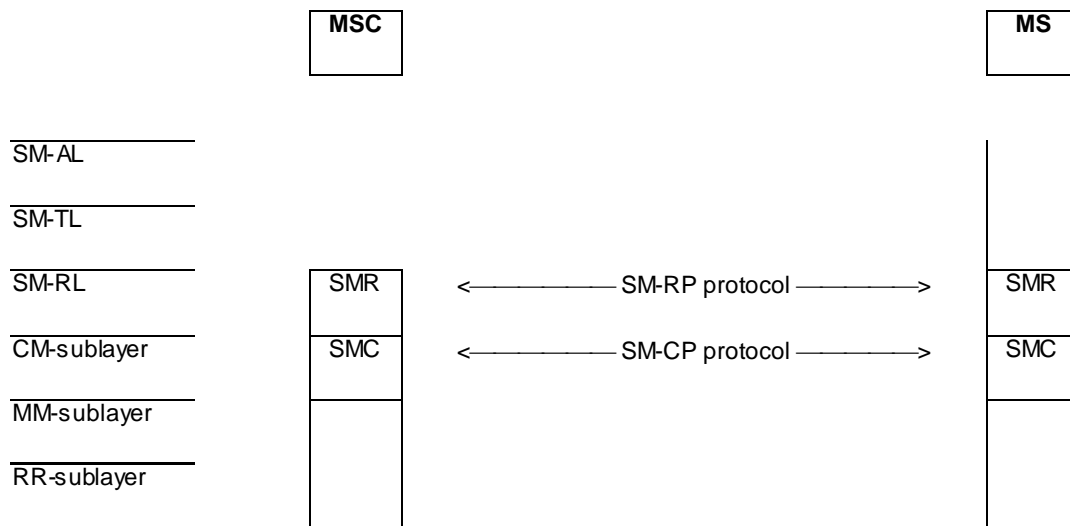 MSC MS
SM-AL
SM-TL
SM-RL SMR <—————— SM-RP protocol ——————> SMR
CM-sublayer SMC <—————— SM-CP protocol ——————> SMC
MM-sublayer
RR-sublayer